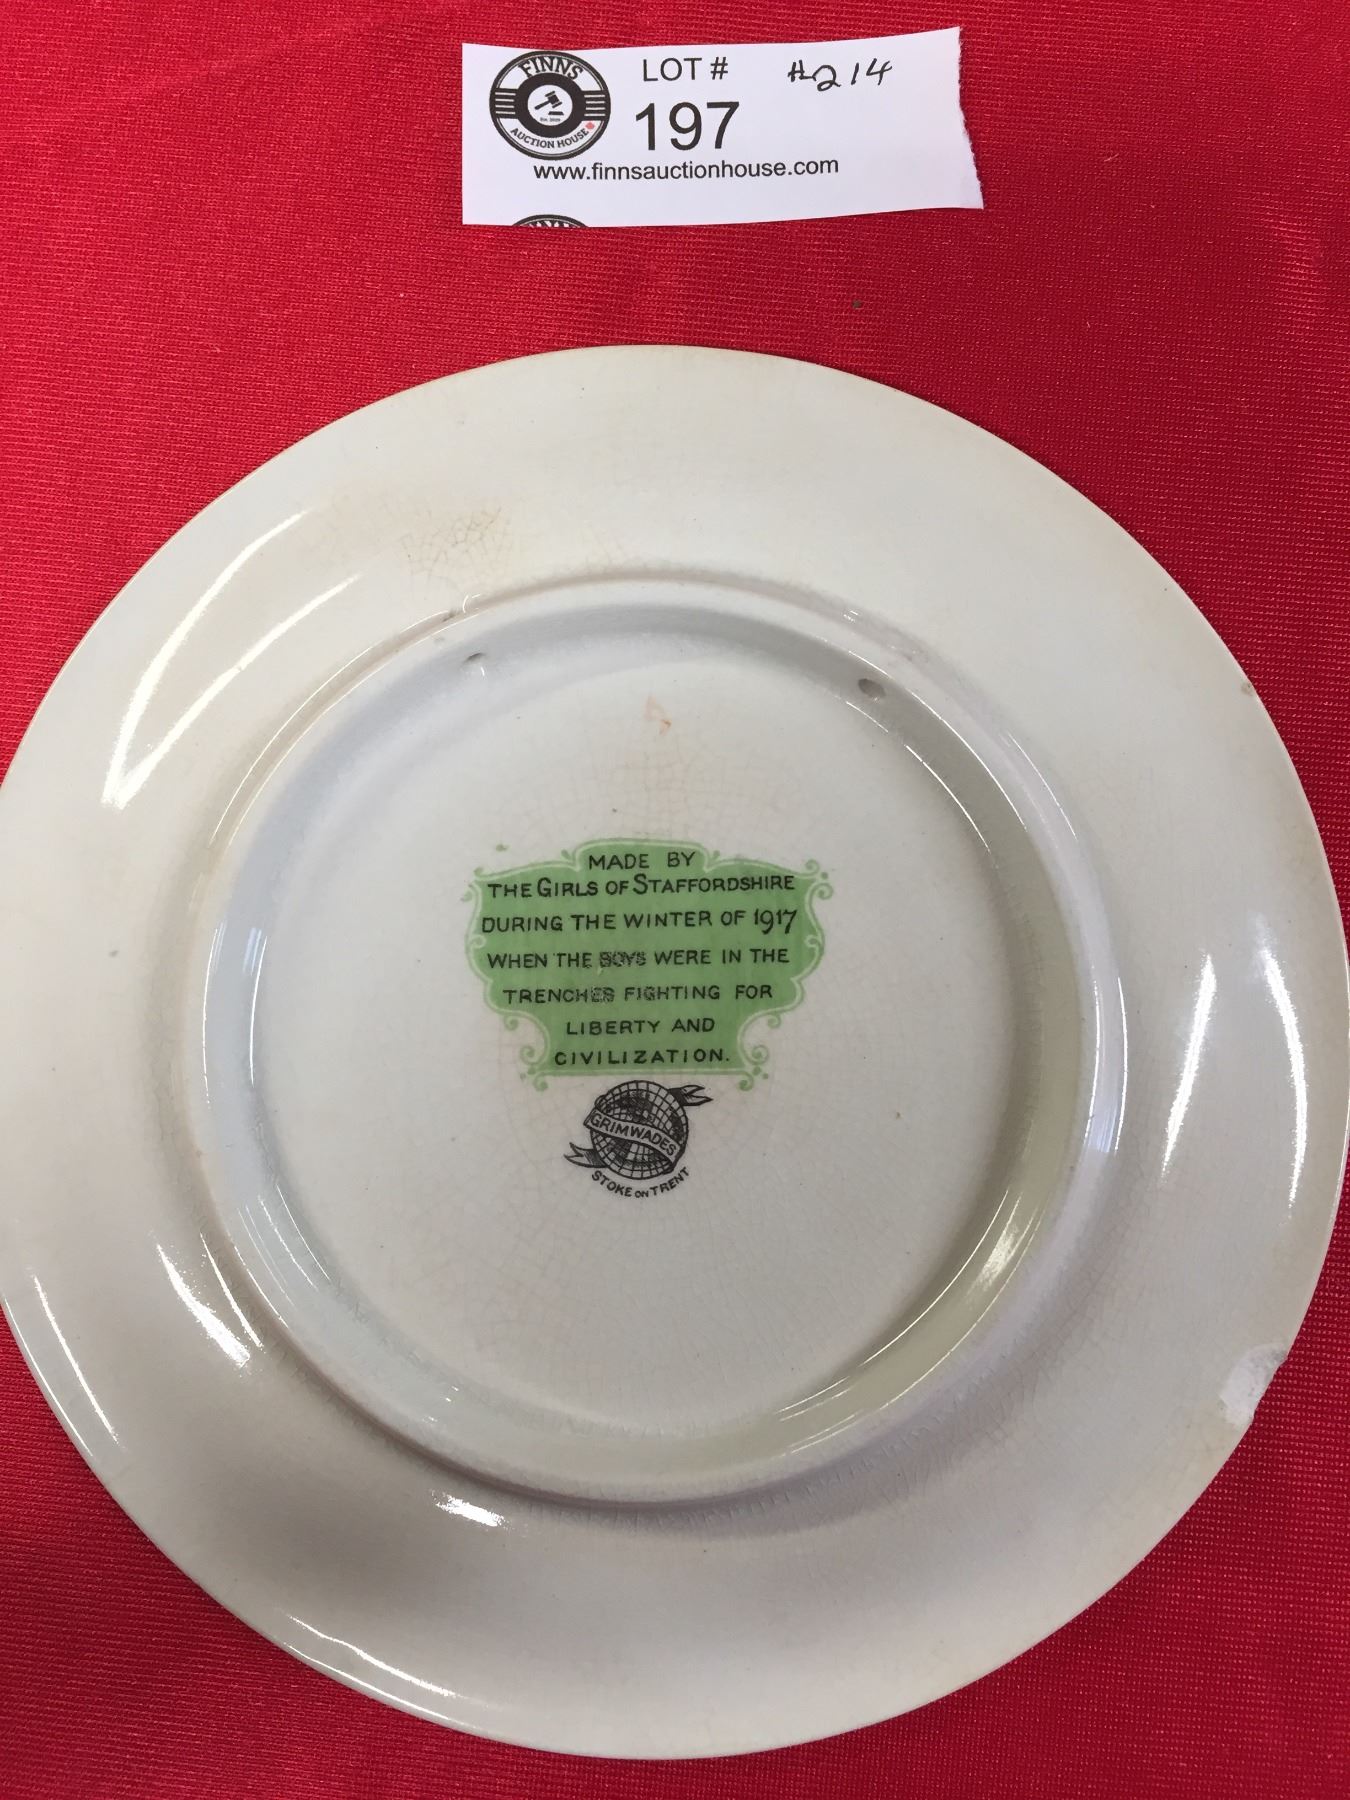 FINNS
AUCTION HOUSE
LOT # #214
197
www.finnsauctionhouse.com
MADE BY
THE GIRLS OF STAFFORDSHIRE
DURING THE WINTER OF 1917
WHEN THE BOYS WERE IN THE
TRENCHES FIGHTING FOR
LIBERTY AND
CIVILIZATION.
GRIMWADES
STOKE ON TRENT